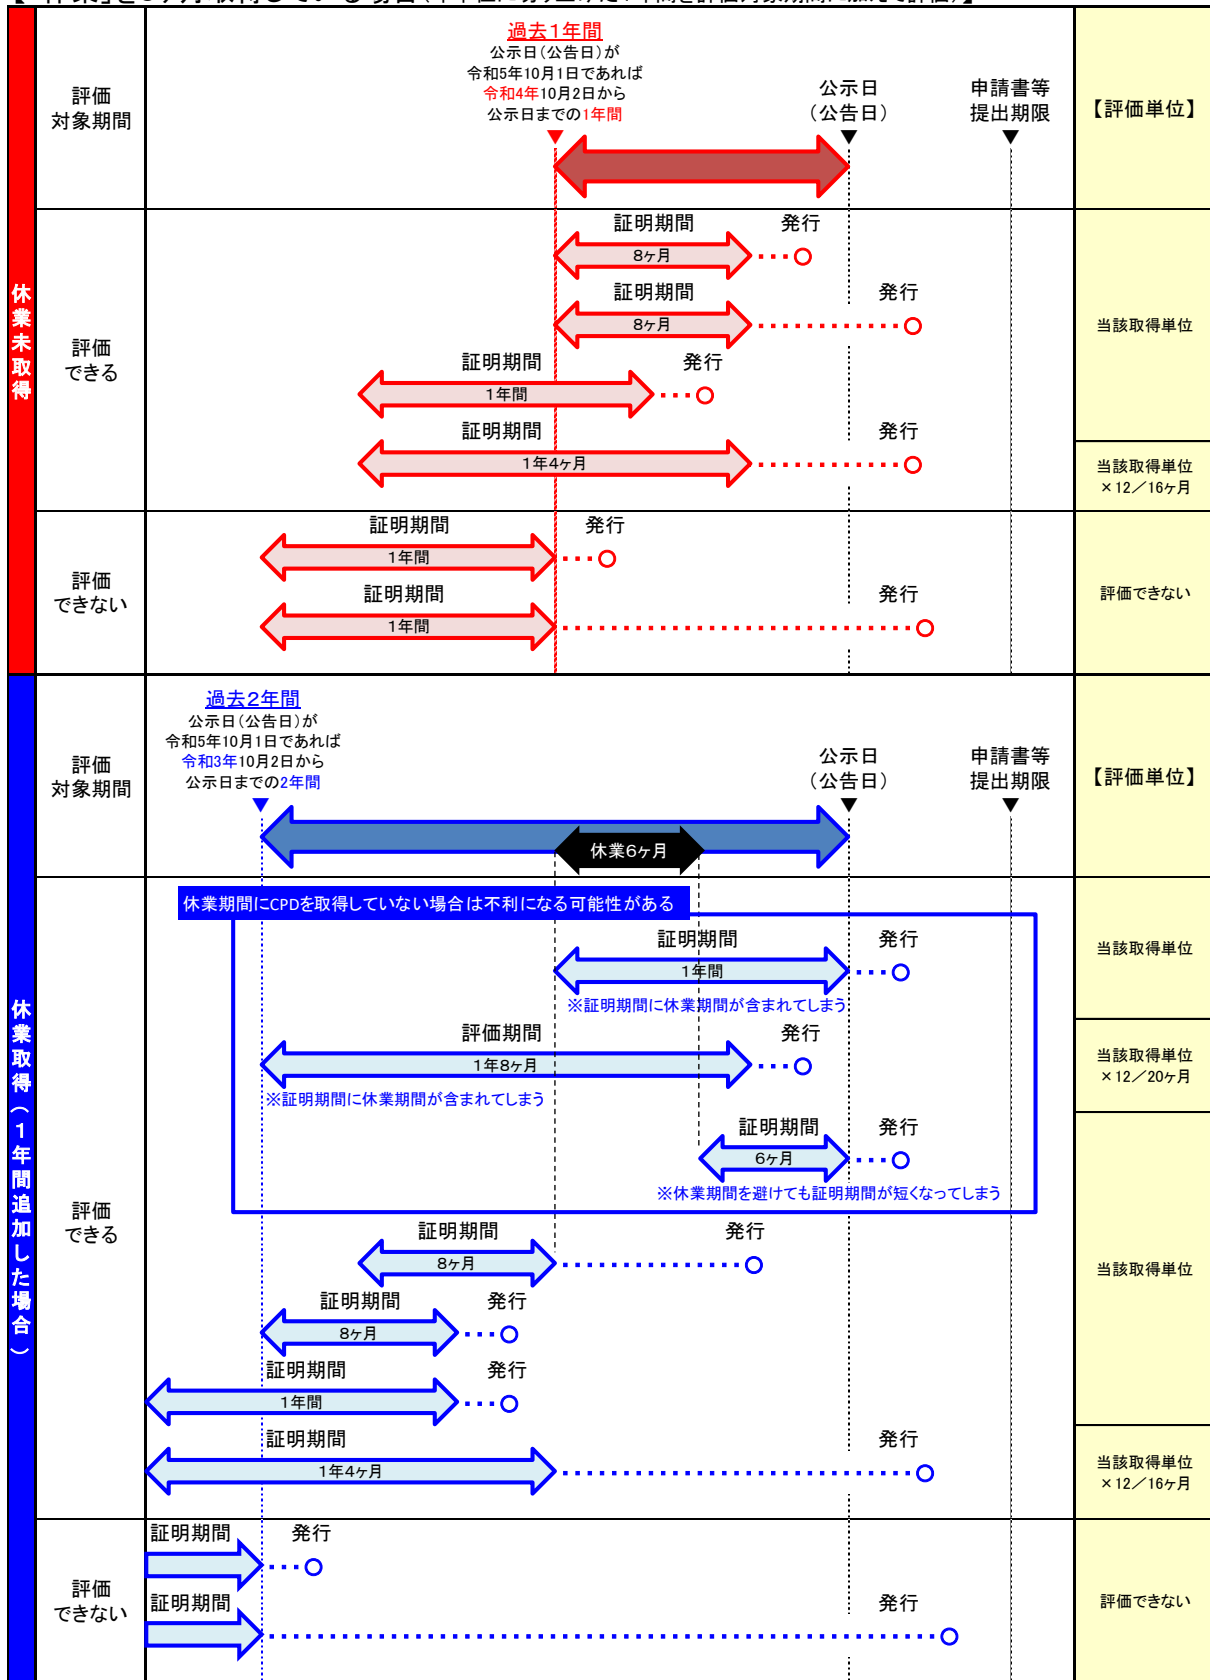 過去1年間
公示日(公告日)が
令和5年10月1日であれば
令和4年10月2日から
公示日までの1年間
評価
対象期間
公示日
(公告日)
申請書等
提出期限
【評価単位】
休業未取得
評価
できる
証明期間 発行
8ヶ月
証明期間 発行
8ヶ月
当該取得単位
証明期間 発行
1年間
証明期間 発行
1年4ヶ月
当該取得単位
×12/16ヶ月
評価
できない
証明期間 発行
1年間
証明期間 発行
1年間
評価できない
過去2年間
公示日(公告日)が
令和5年10月1日であれば
令和3年10月2日から
公示日までの2年間
評価
対象期間
公示日
(公告日)
申請書等
提出期限
【評価単位】
休業6ヶ月
休業取得(1年間追加した場合)
評価
できる
休業期間にCPDを取得していない場合は不利になる可能性がある
証明期間 発行
1年間
※証明期間に休業期間が含まれてしまう
当該取得単位
評価期間 発行
1年8ヶ月
※証明期間に休業期間が含まれてしまう
当該取得単位
×12/20ヶ月
証明期間 発行
6ヶ月
※休業期間を避けても証明期間が短くなってしまう
証明期間 発行
8ヶ月
当該取得単位
証明期間 発行
8ヶ月
証明期間 発行
1年間
証明期間 発行
1年4ヶ月
当該取得単位
×12/16ヶ月
評価
できない
証明期間 発行
証明期間 発行
評価できない